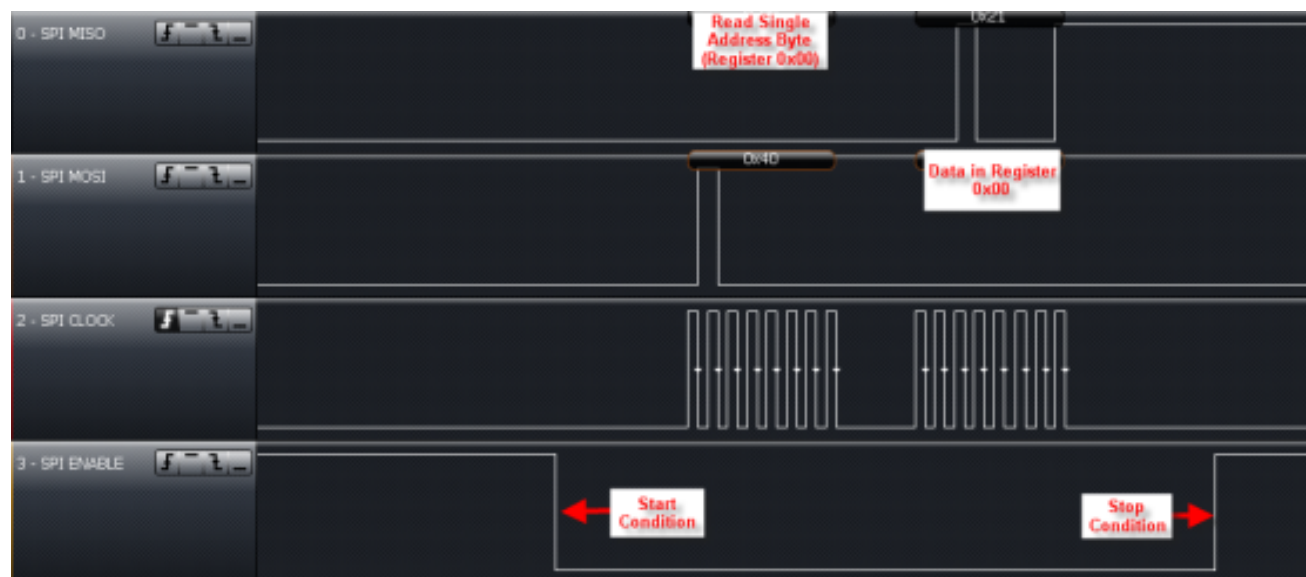 0 - SPI MISO
Read Single
Address Byte
(Register 0x00)
0x21
1 - SPI MOSI
0x40
Data in Register
0x00
2 - SPI CLOCK
3 - SPI ENABLE
Start
Condition
Stop
Condition